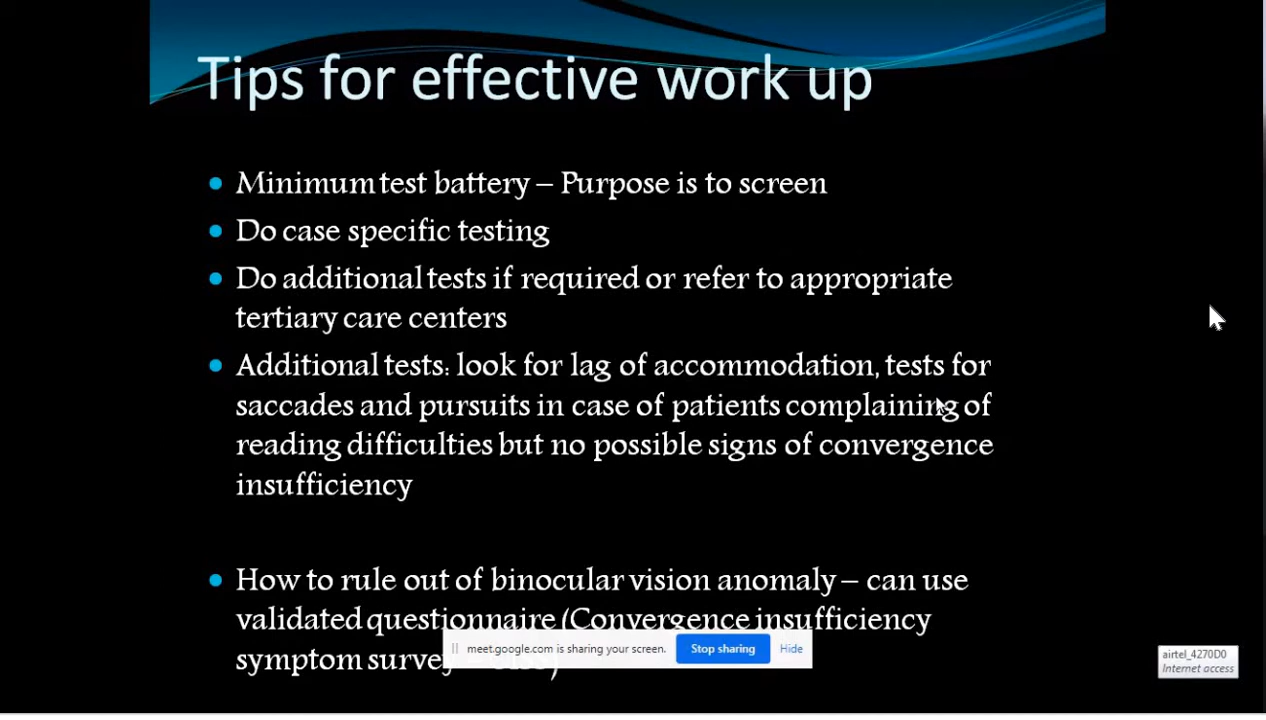 Tips for effective work up
Minimum test battery – Purpose is to screen
Do case specific testing
Do additional tests if required or refer to appropriate
tertiary care centers
Additional tests: look for lag of accommodation, tests for
saccades and pursuits in case of patients complaining of
reading difficulties but no possible signs of convergence
insufficiency
How to rule out of binocular vision anomaly – can use
validated questionnaire (Convergence insufficiency
symptom survey
meet.google.com is sharing your screen.
Stop sharing
Hide
airtel_4270D0
Internet access